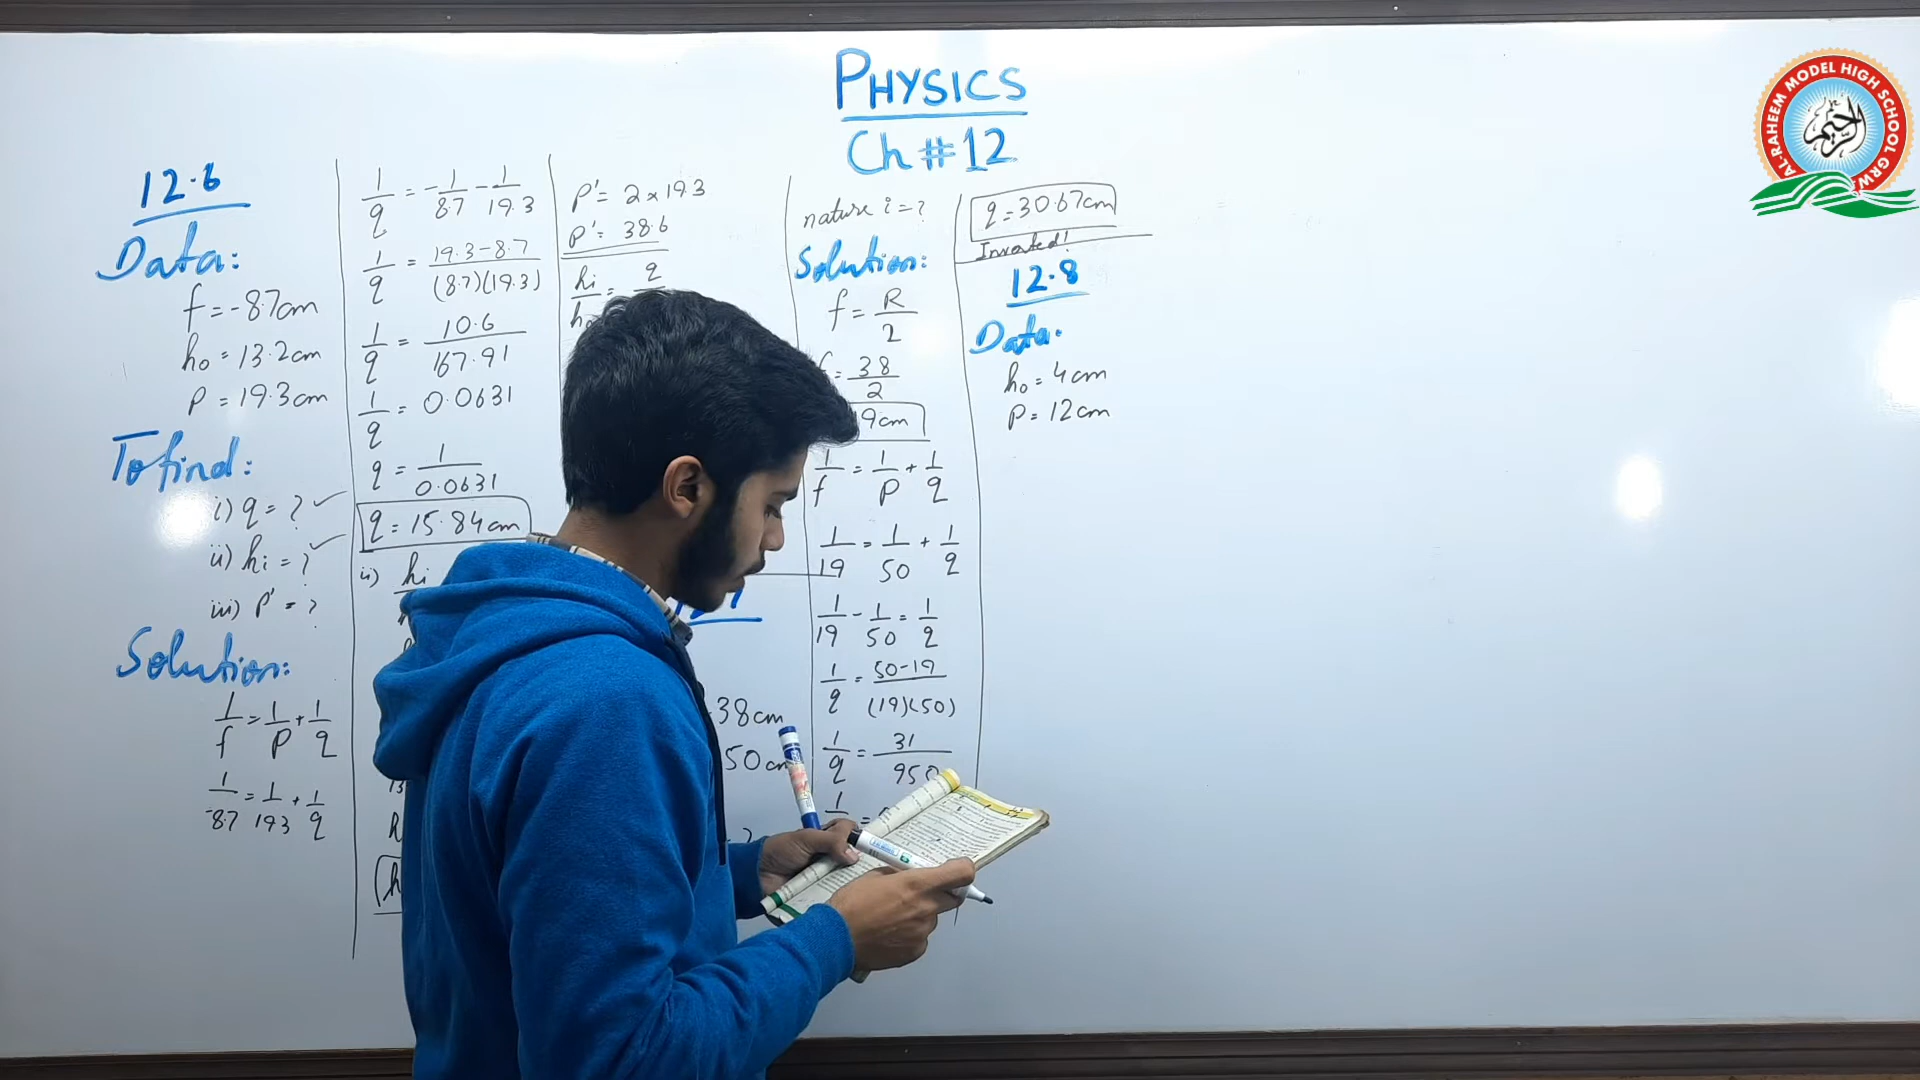 PHYSICS
Ch # 12
12.6
Data:
f = -8.7cm
ho = 13.2cm
P = 19.3cm
To find:
i) q = ? ✓
ii) hi = ? ✓
iii) P' = ?
Solution:
1/f = 1/P + 1/q
1/-8.7 = 1/19.3 + 1/q
1/q = -1/8.7 - 1/19.3
1/q = 19.3-8.7/(8.7)(19.3)
1/q = 10.6/167.91
1/q = 0.0631
q = 1/0.0631
q = 15.84cm
ii) hi
P' = 2 x 19.3
P' = 38.6
hi/ho = q
38cm
50cm
nature i = ?
Solution:
f = R/2
= 38/2
9cm
1/f = 1/P + 1/q
1/19 = 1/50 + 1/q
1/19 - 1/50 = 1/q
1/q = 50-19/(19)(50)
1/q = 31/950
q = 30.67cm
Inverted!
12.8
Data:
ho = 4cm
P = 12cm
AL-RAHEEM MODEL HIGH SCHOOL GRW
الرحيم